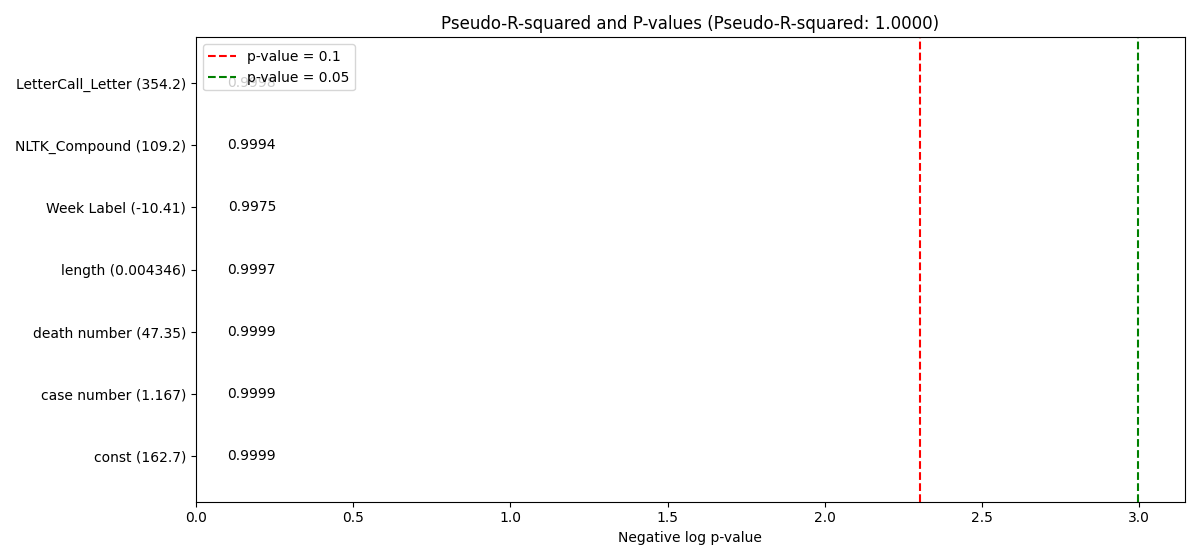 Pseudo-R-squared and P-values (Pseudo-R-squared: 1.0000)
p-value = 0.1
p-value = 0.05
LetterCall_Letter (354.2)
NLTK_Compound (109.2) 0.9994
Week Label (-10.41) 0.9975
length (0.004346) 0.9997
death number (47.35) 0.9999
case number (1.167) 0.9999
const (162.7) 0.9999
0.0 0.5 1.0 1.5 2.0 2.5 3.0
Negative log p-value